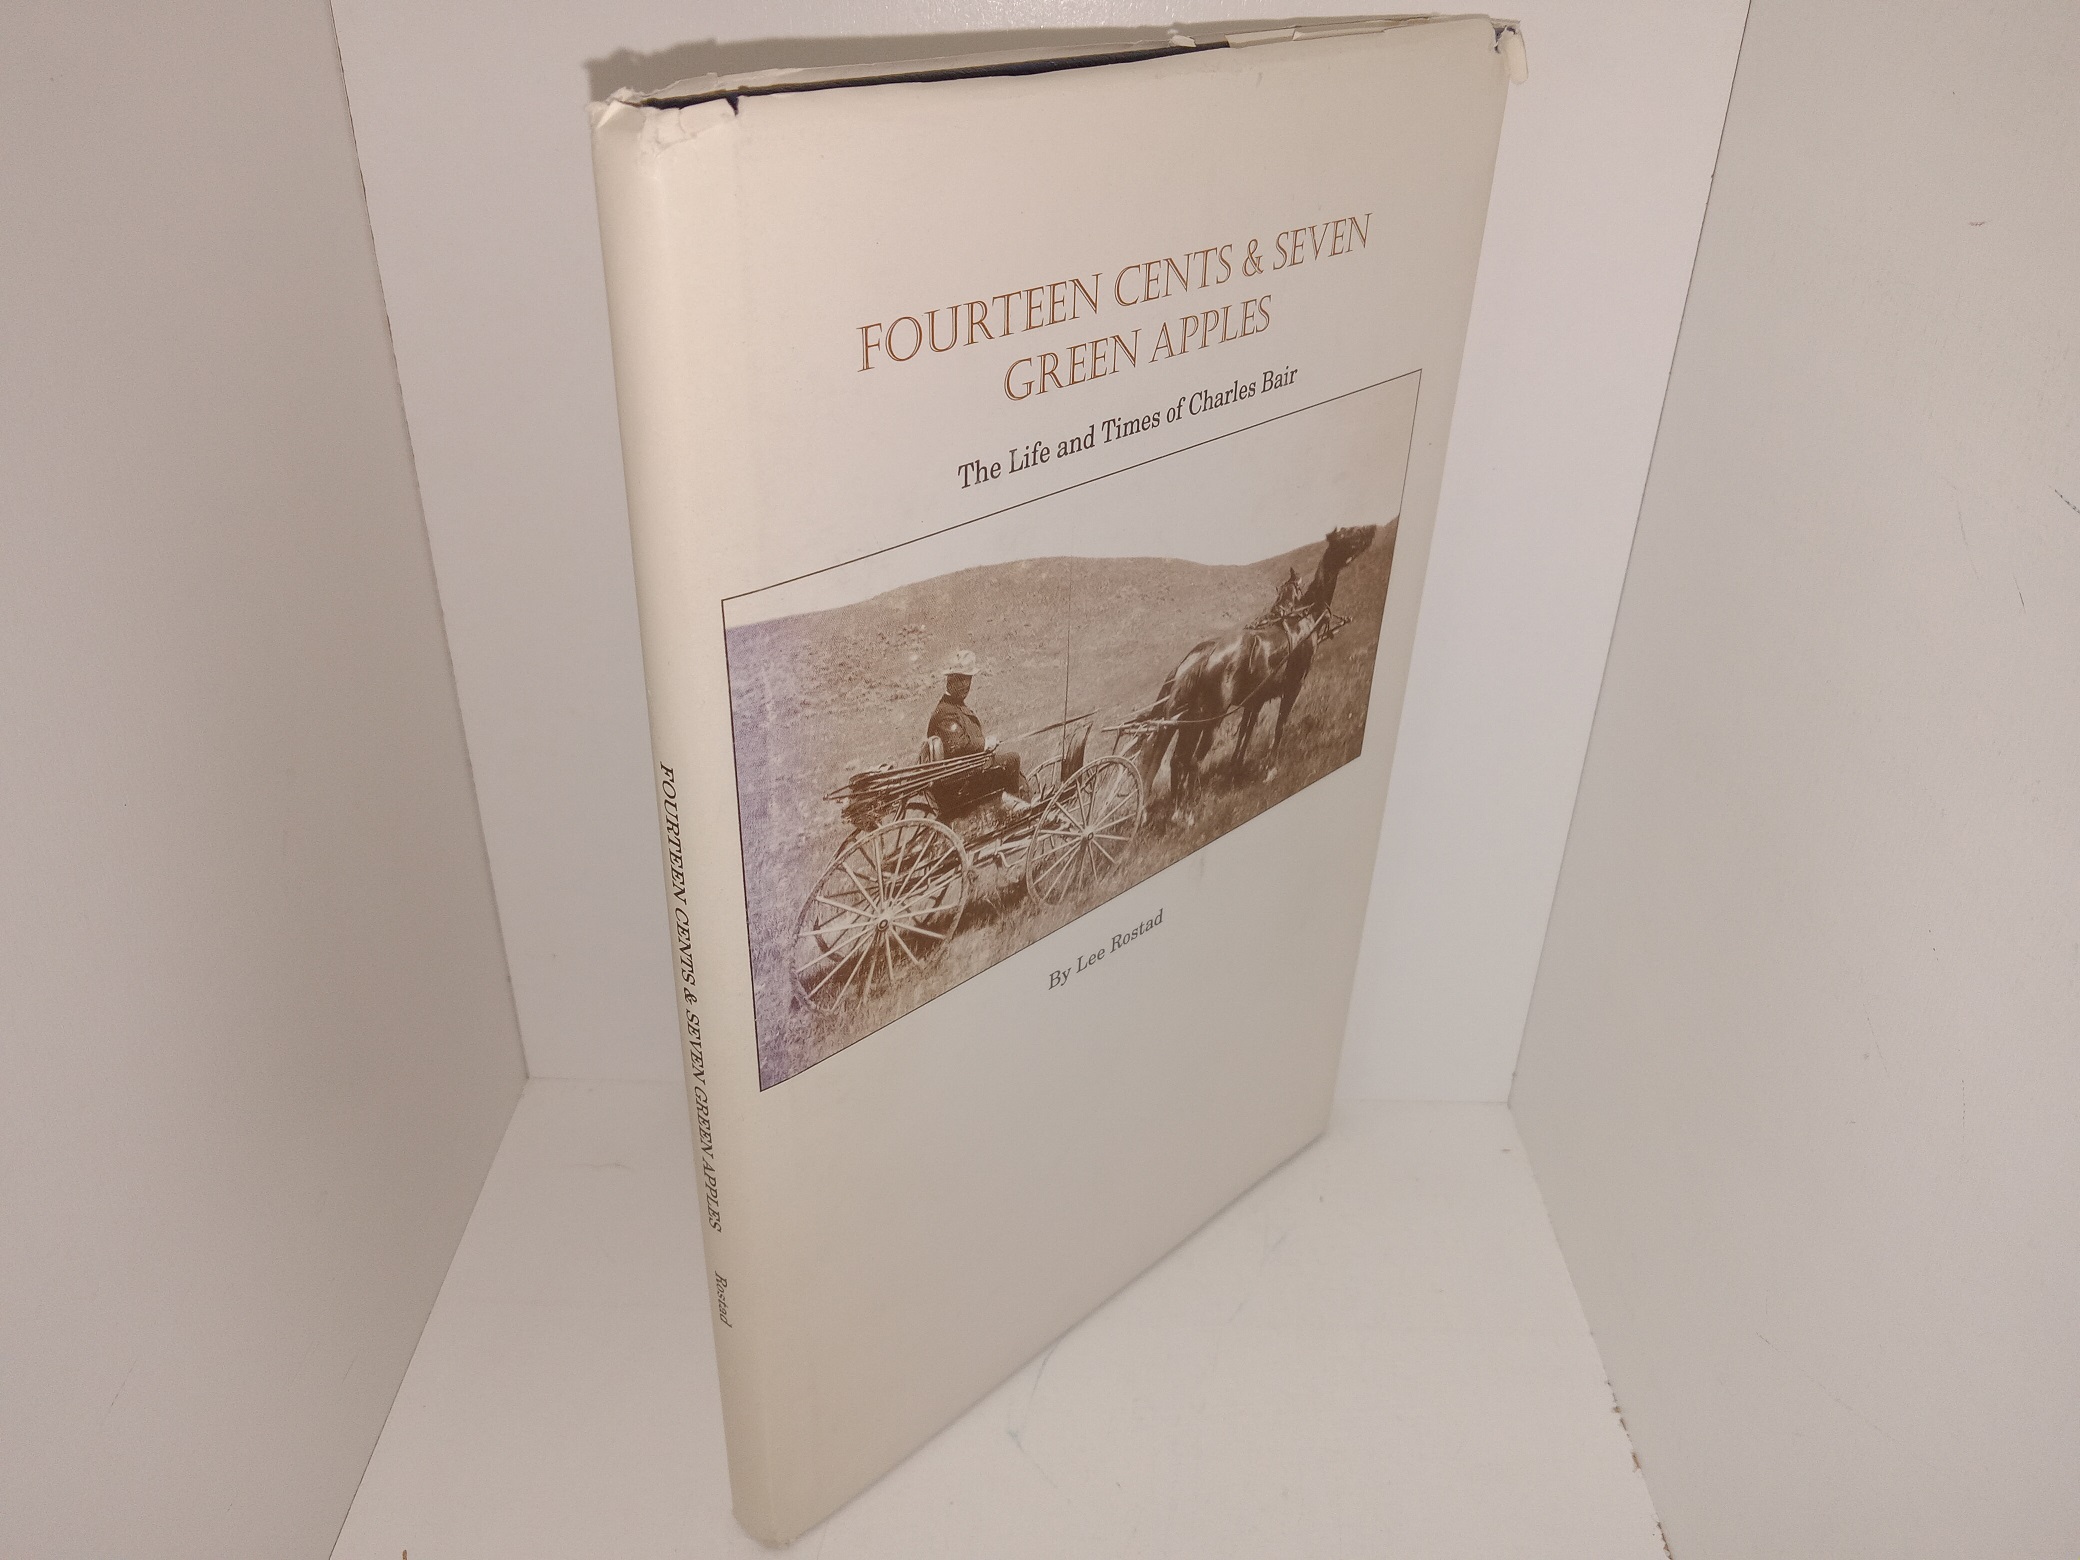 FOURTEEN CENTS & SEVEN
GREEN APPLES
The Life and Times of Charles Bair
By Lee Rostad
FOURTEEN CENTS & SEVEN GREEN APPLES Rostad